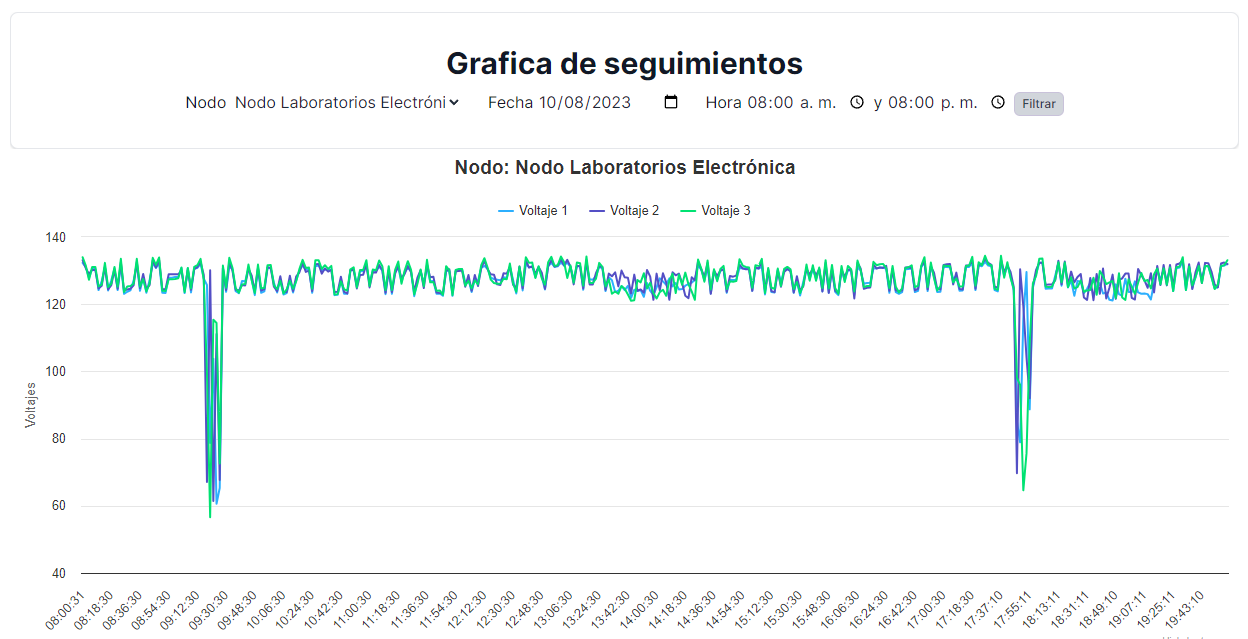 Grafica de seguimientos
Nodo Nodo Laboratorios Electróni Fecha 10/08/2023 Hora 08:00 a. m. y 08:00 p. m. Filtrar
Nodo: Nodo Laboratorios Electrónica
Voltaje 1 Voltaje 2 Voltaje 3
140
120
100
80
60
40
Voltajes
08:00:31 08:18:30 08:36:30 08:54:30 09:12:30 09:30:30 09:48:30 10:06:30 10:24:30 10:42:30 11:00:30 11:18:30 11:36:30 11:54:30 12:12:30 12:30:30 12:48:30 13:06:30 13:24:30 13:42:30 14:00:30 14:18:30 14:36:30 14:54:30 15:12:30 15:30:30 15:48:30 16:06:30 16:24:30 16:42:30 17:00:30 17:18:30 17:37:10 17:55:11 18:13:11 18:31:11 18:49:10 19:07:11 19:25:11 19:43:10